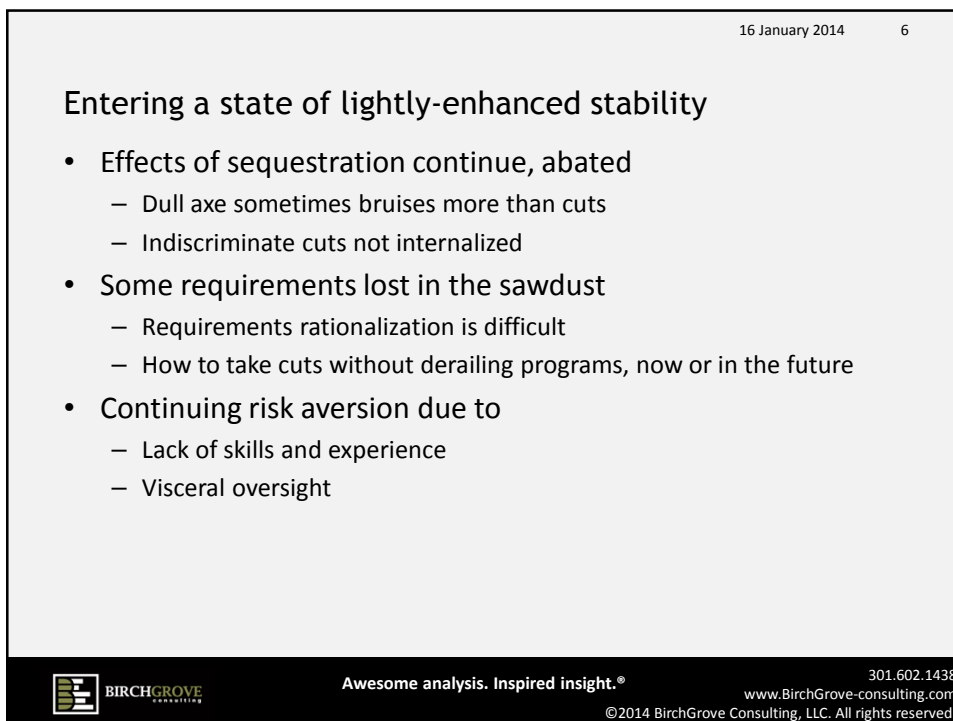 16 January 2014 6
Entering a state of lightly-enhanced stability
• Effects of sequestration continue, abated
– Dull axe sometimes bruises more than cuts
– Indiscriminate cuts not internalized
• Some requirements lost in the sawdust
– Requirements rationalization is difficult
– How to take cuts without derailing programs, now or in the future
• Continuing risk aversion due to
– Lack of skills and experience
– Visceral oversight
BIRCHGROVE
consulting
Awesome analysis. Inspired insight.®
301.602.1438
www.BirchGrove-consulting.com
©2014 BirchGrove Consulting, LLC. All rights reserved